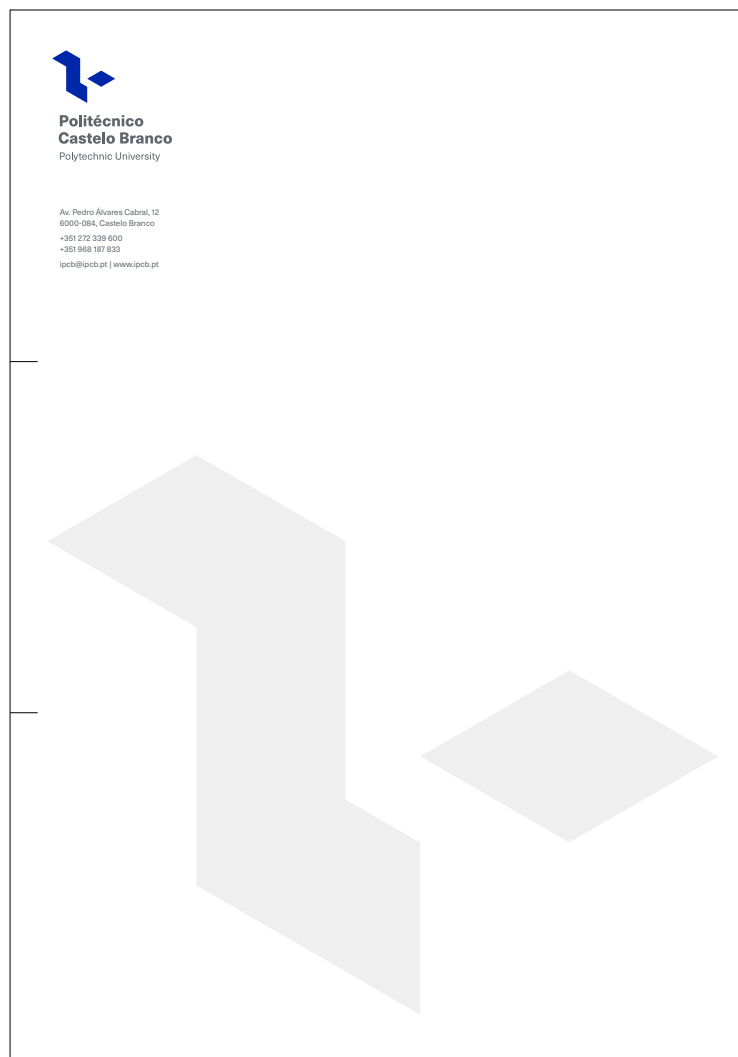 Politécnico
Castelo Branco
Polytechnic University
Av. Pedro Álvares Cabral, 12
6000-084, Castelo Branco
+351 272 339 600
+351 968 187 833
ipcb@ipcb.pt | www.ipcb.pt